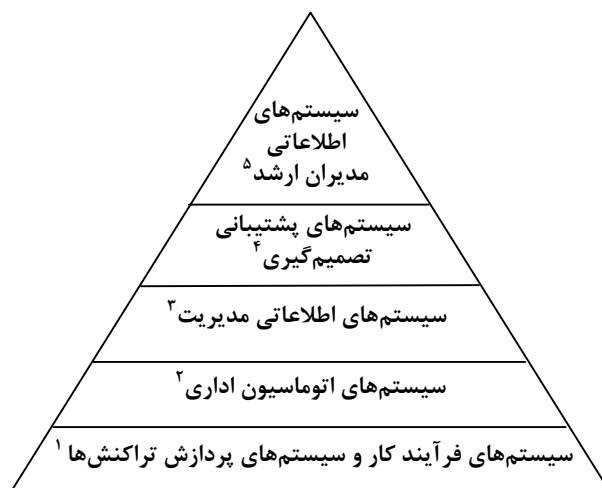 سیستم‌های
اطلاعاتی
مدیران ارشد۵
سیستم‌های پشتیبانی
تصمیم‌گیری۴
سیستم‌های اطلاعاتی مدیریت۳
سیستم‌های اتوماسیون اداری۲
سیستم‌های فرآیند کار و سیستم‌های پردازش تراکنش‌ها ۱